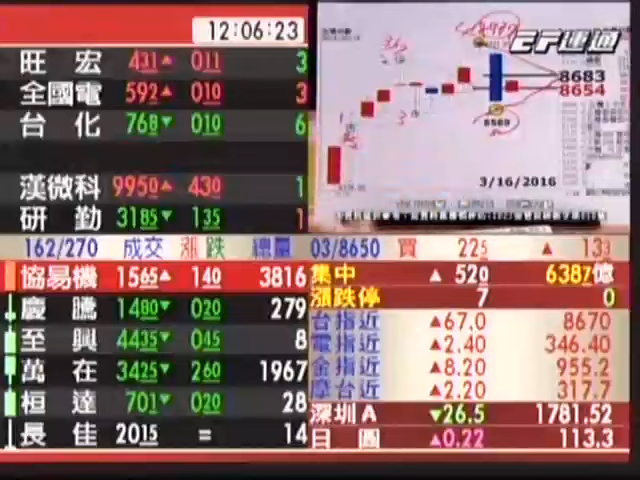 12:06:23
旺宏 431▲ 011 3
全國電 592▲ 010 3
台化 768▼ 010 6
漢微科 9950▲ 430 1
研勤 3185▼ 135 1
EF 運通
8683
8654
8589
3/16/2016
162/270 成交 漲跌 總量
協易機 1565▲ 140 3816
慶騰 1480▼ 020 279
至興 4435▼ 045 8
萬在 3425▼ 260 1967
桓達 701▼ 020 28
長佳 2015 = 14
03/8650 買 225 ▲ 133
集中 ▲520 6387億
漲跌停 7 0
台指近 ▲67.0 8670
電指近 ▲2.40 346.40
金指近 ▲8.20 955.2
摩台近 ▲2.20 317.7
深圳A ▼26.5 1781.52
日圓 ▲0.22 113.3